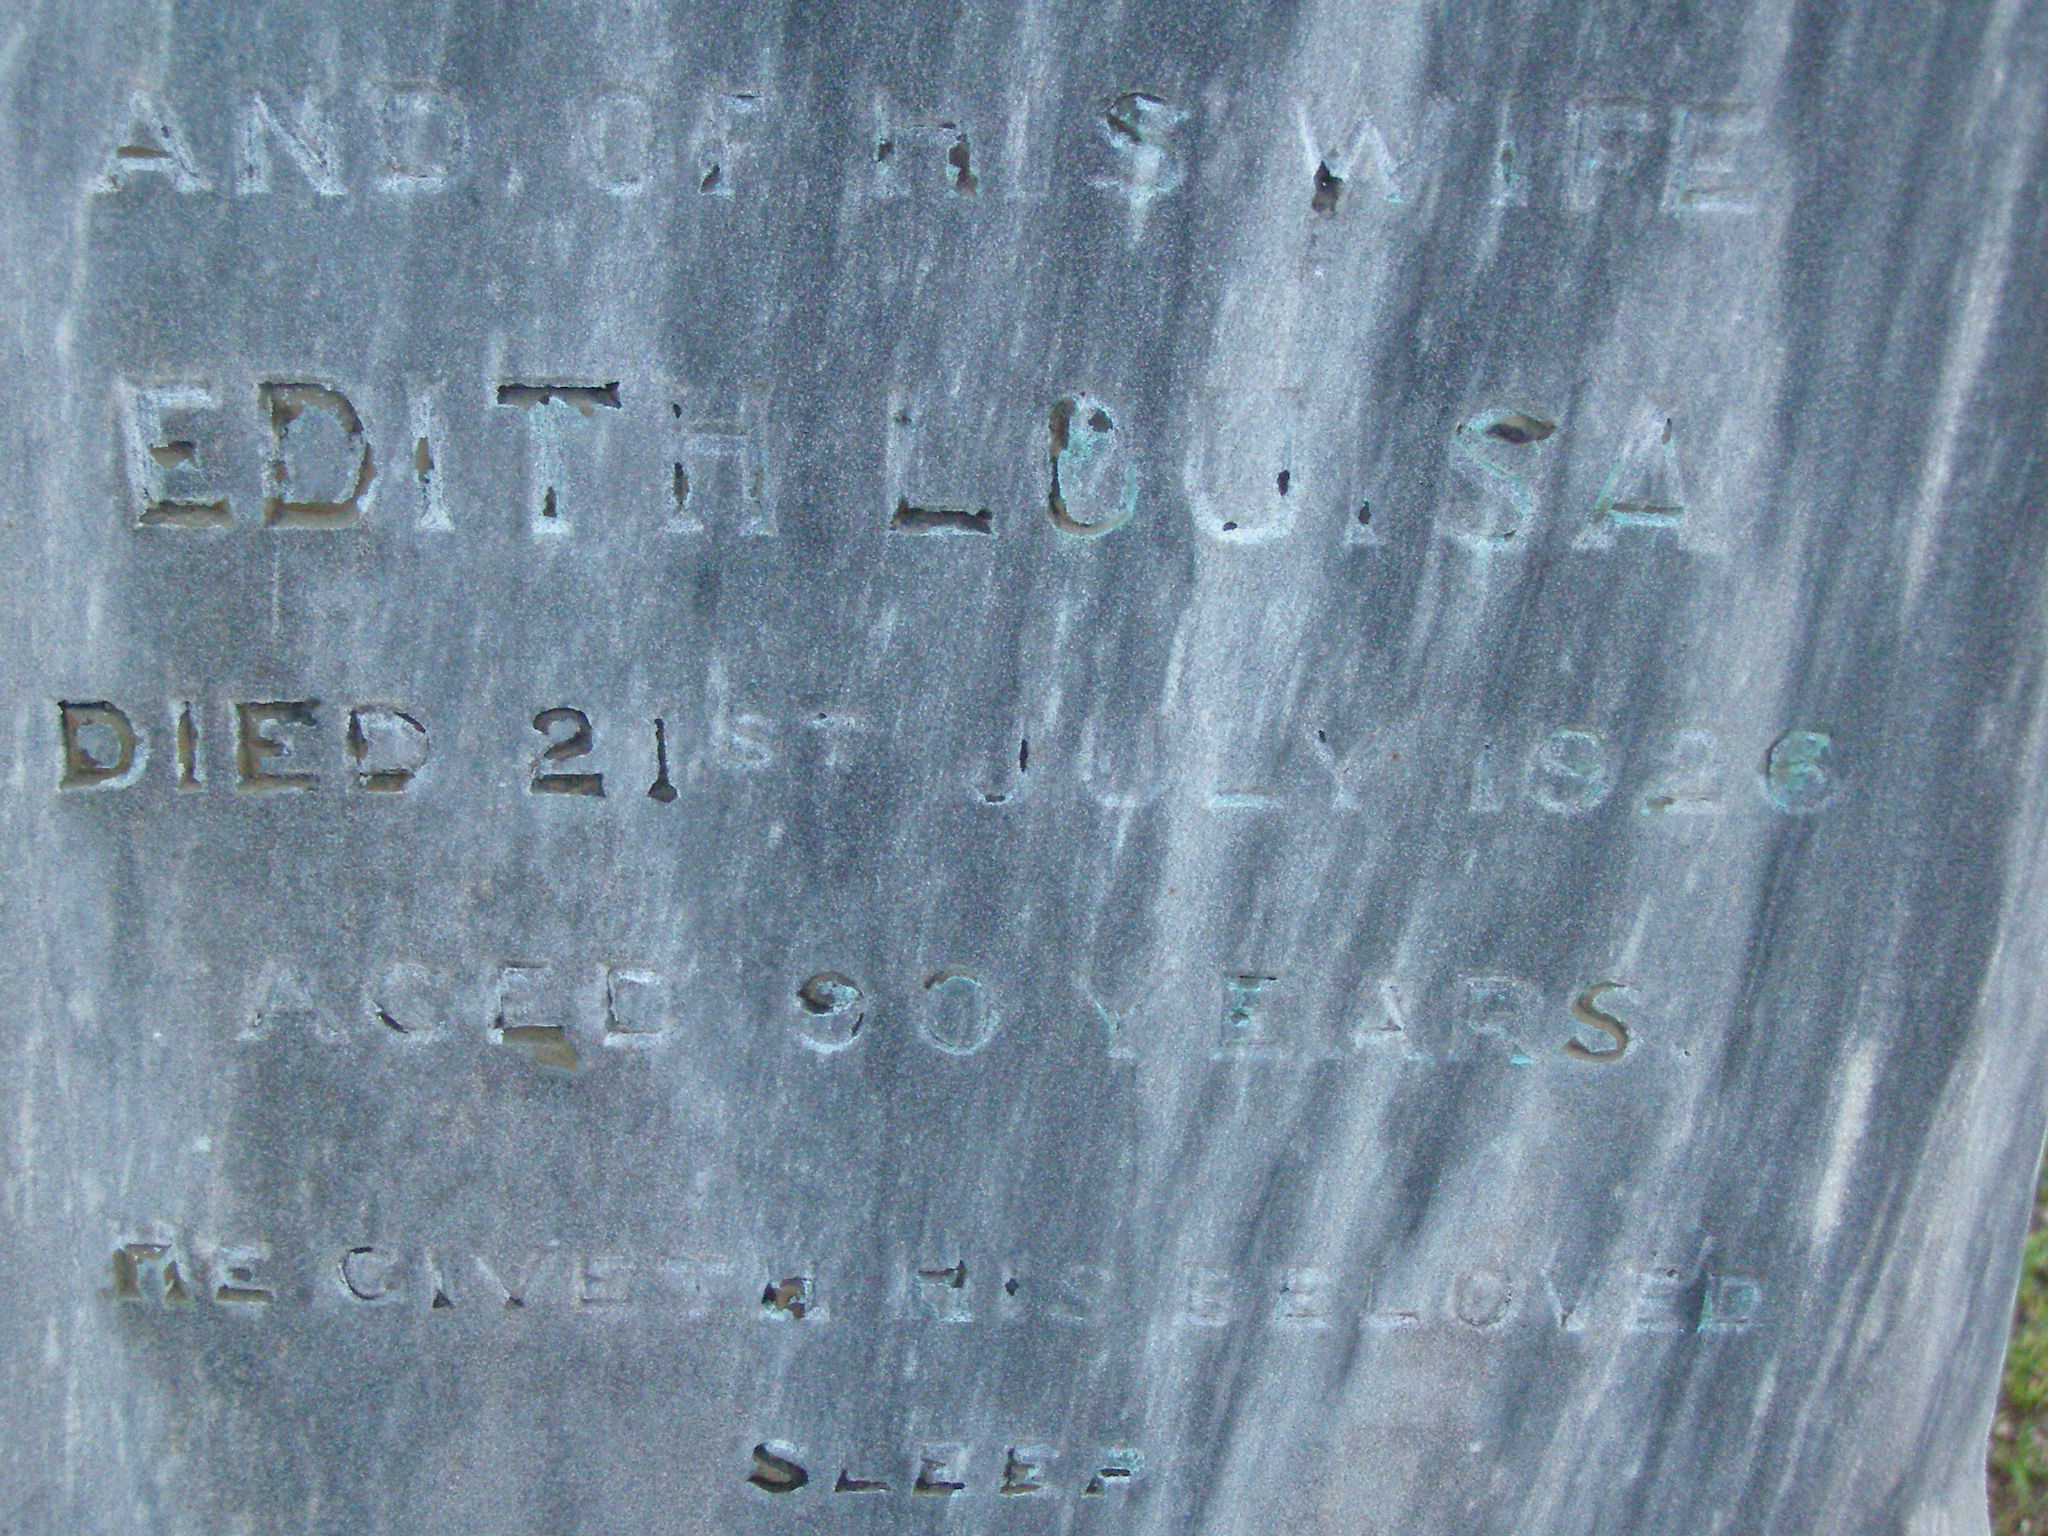 AND OF HIS WIFE
EDITH LOUISA
DIED 21ST JULY 1926
AGED 90 YEARS.
HE GIVETH HIS BELOVED
SLEEP